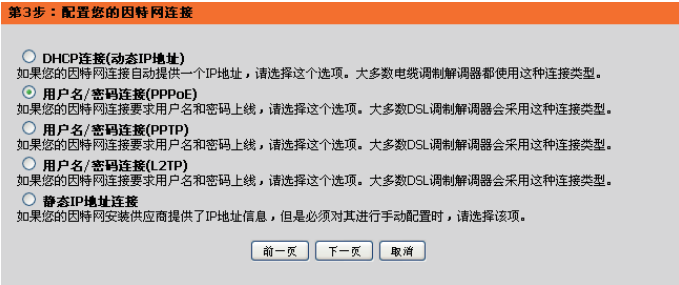 第3步：配置您的因特网连接
DHCP连接(动态IP地址)
如果您的因特网连接自动提供一个IP地址，请选择这个选项。大多数电缆调制解调器都使用这种连接类型。
用户名/密码连接(PPPoE)
如果您的因特网连接要求用户名和密码上线，请选择这个选项。大多数DSL调制解调器会采用这种连接类型。
用户名/密码连接(PPTP)
如果您的因特网连接要求用户名和密码上线，请选择这个选项。大多数DSL调制解调器会采用这种连接类型。
用户名/密码连接(L2TP)
如果您的因特网连接要求用户名和密码上线，请选择这个选项。大多数DSL调制解调器会采用这种连接类型。
静态IP地址连接
如果您的因特网安装供应商提供了IP地址信息，但是必须对其进行手动配置时，请选择该项。
前一页 下一页 取消